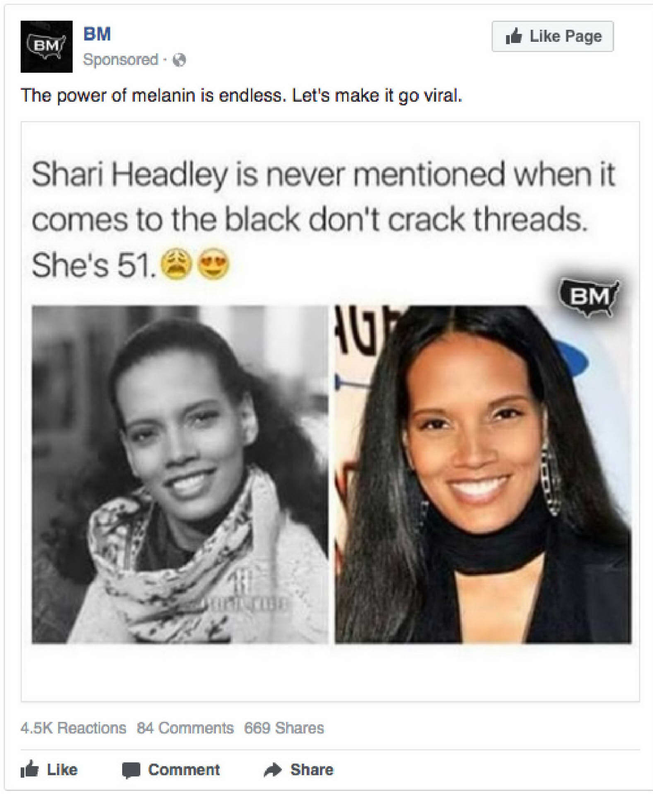 BM
BM
Like Page
Sponsored ·
The power of melanin is endless. Let's make it go viral.
Shari Headley is never mentioned when it
comes to the black don't crack threads.
She's 51.😩😍
BM
4.5K Reactions 84 Comments 669 Shares
Like Comment Share